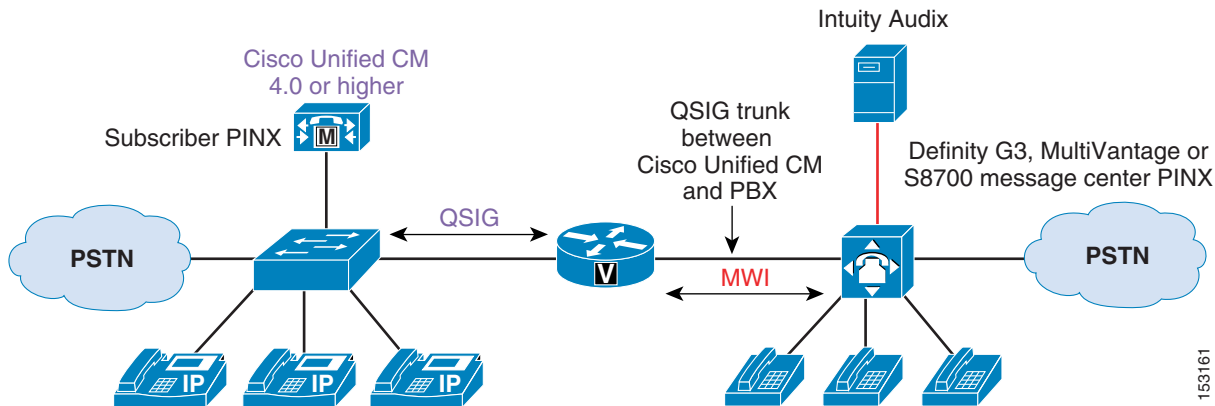 Intuity Audix
Cisco Unified CM
4.0 or higher
Subscriber PINX
M
QSIG trunk
between
Cisco Unified CM
and PBX
Definity G3, MultiVantage or
S8700 message center PINX
PSTN
QSIG
V
MWI
PSTN
IP
IP
IP
153161